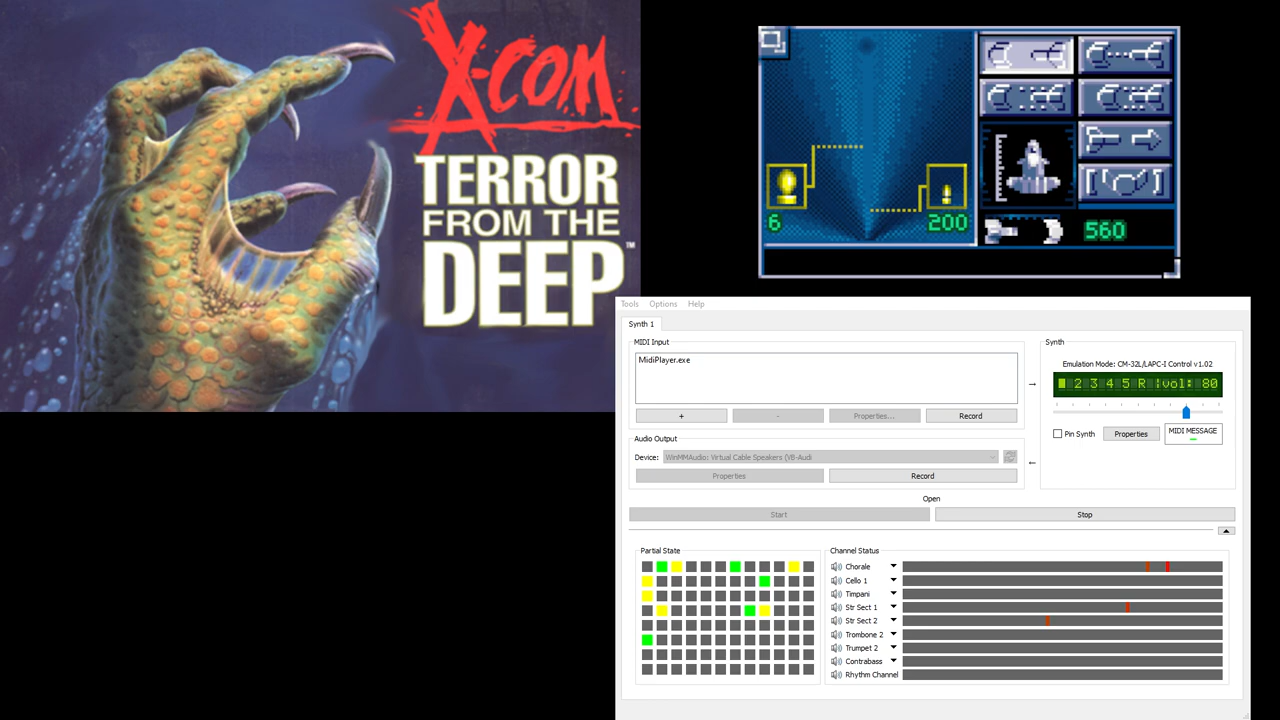 X-COM
TERROR
FROM THE
DEEP™
6
200
560
Tools Options Help
Synth 1
MIDI Input
MidiPlayer.exe
+ - Properties... Record
Audio Output
Device: WinMMAudio: Virtual Cable Speakers (VB-Audi
Properties Record
→
←
Synth
Emulation Mode: CM-32L/LAPC-I Control v1.02
2 3 4 5 R |vol: 80
Pin Synth Properties MIDI MESSAGE
Open
Start Stop
Partial State
Channel Status
Chorale
Cello 1
Timpani
Str Sect 1
Str Sect 2
Trombone 2
Trumpet 2
Contrabass
Rhythm Channel